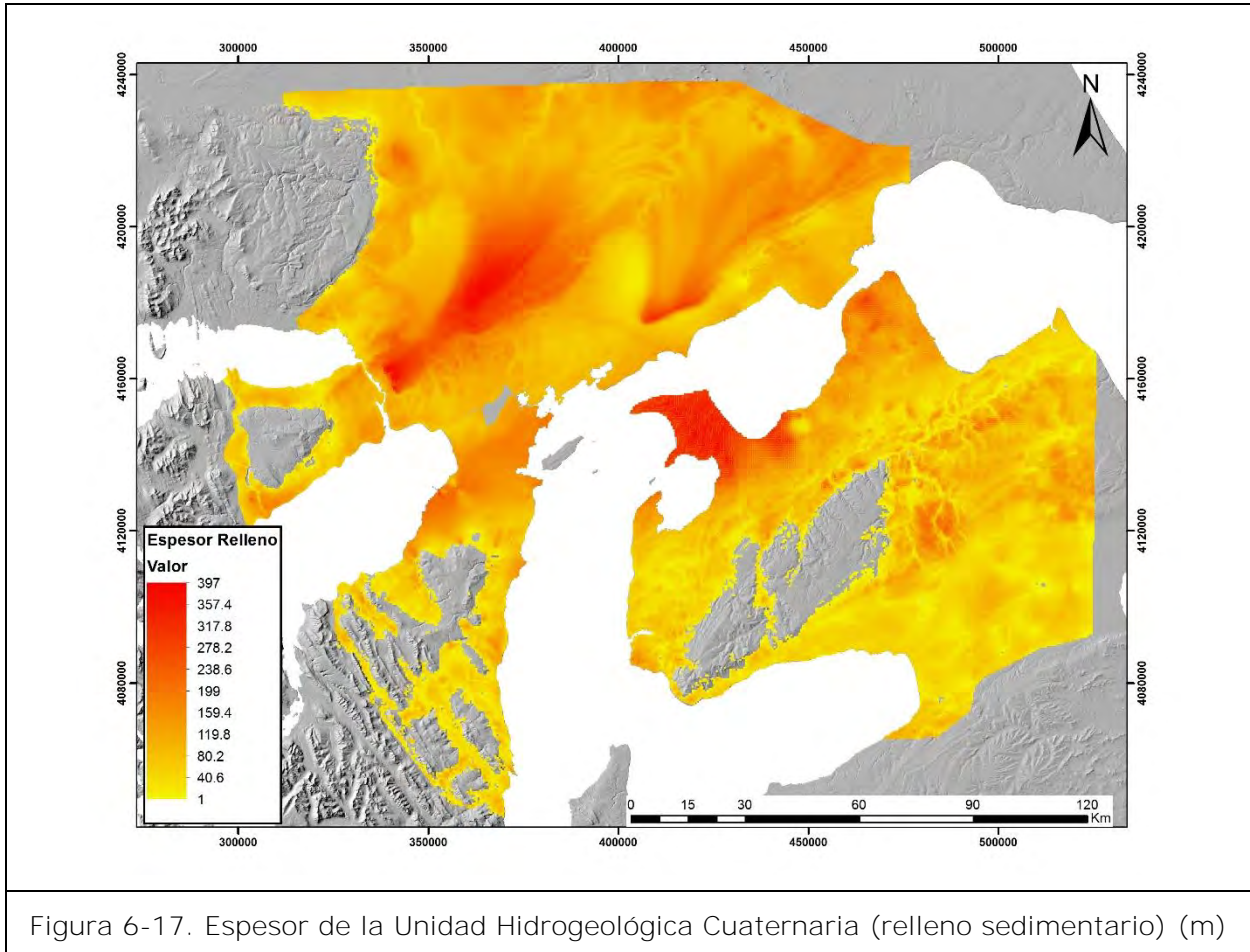 300000 350000 400000 450000 500000
4240000 4240000
N
4200000 4200000
4160000 4160000
4120000 4120000
4080000 4080000
Espesor Relleno
Valor
397
357.4
317.8
278.2
238.6
199
159.4
119.8
80.2
40.6
1
0 15 30 60 90 120
Km
300000 350000 400000 450000 500000
Figura 6-17. Espesor de la Unidad Hidrogeológica Cuaternaria (relleno sedimentario) (m)